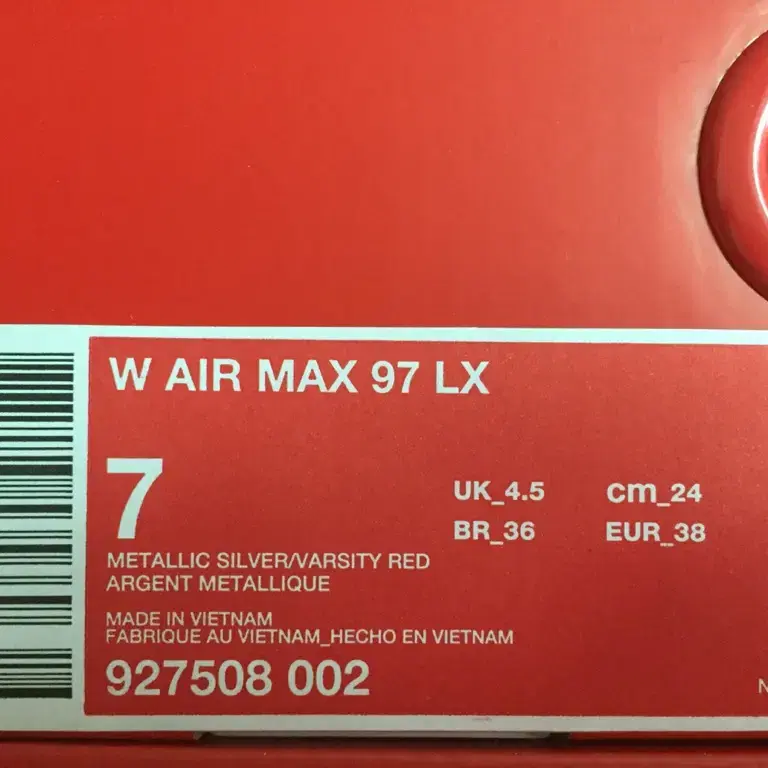 W AIR MAX 97 LX
7
UK_4.5 cm_24
BR_36 EUR_38
METALLIC SILVER/VARSITY RED
ARGENT METALLIQUE
MADE IN VIETNAM
FABRIQUE AU VIETNAM_HECHO EN VIETNAM
927508 002